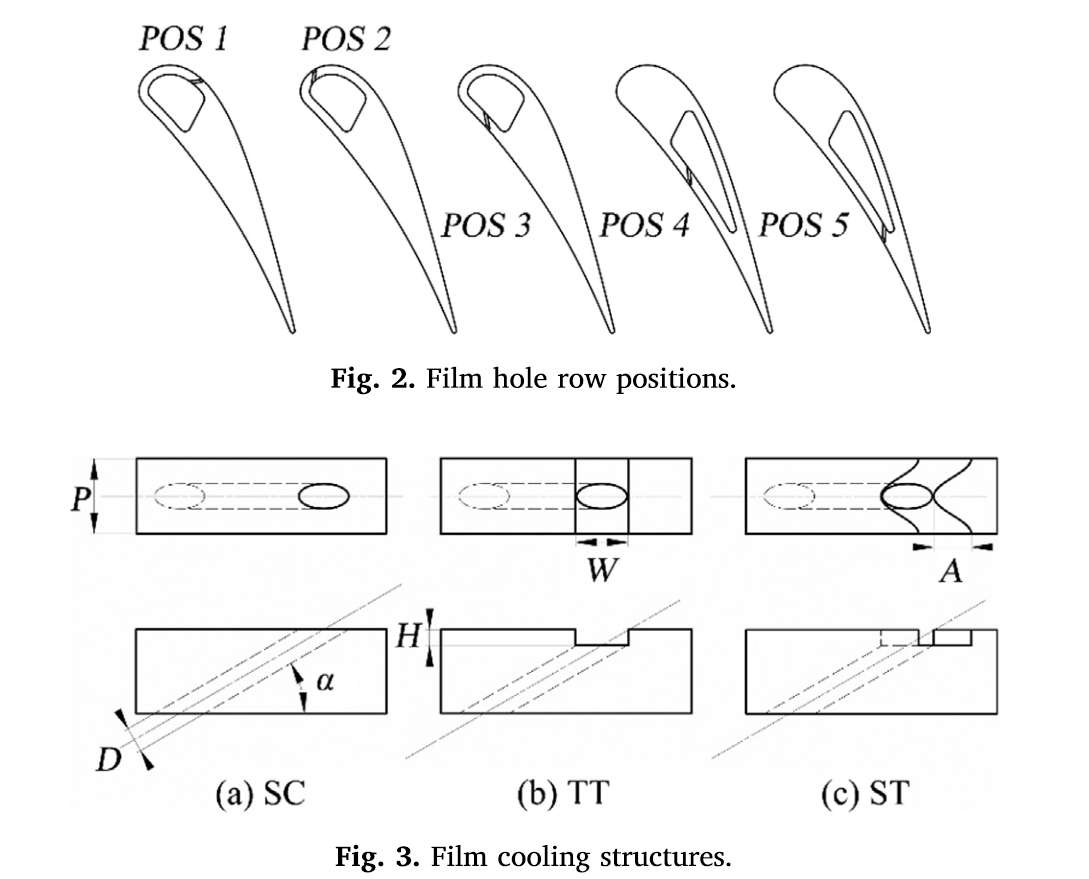 POS 1
POS 2
POS 3
POS 4
POS 5
Fig. 2. Film hole row positions.
P
W
A
H
α
D
(a) SC
(b) TT
(c) ST
Fig. 3. Film cooling structures.